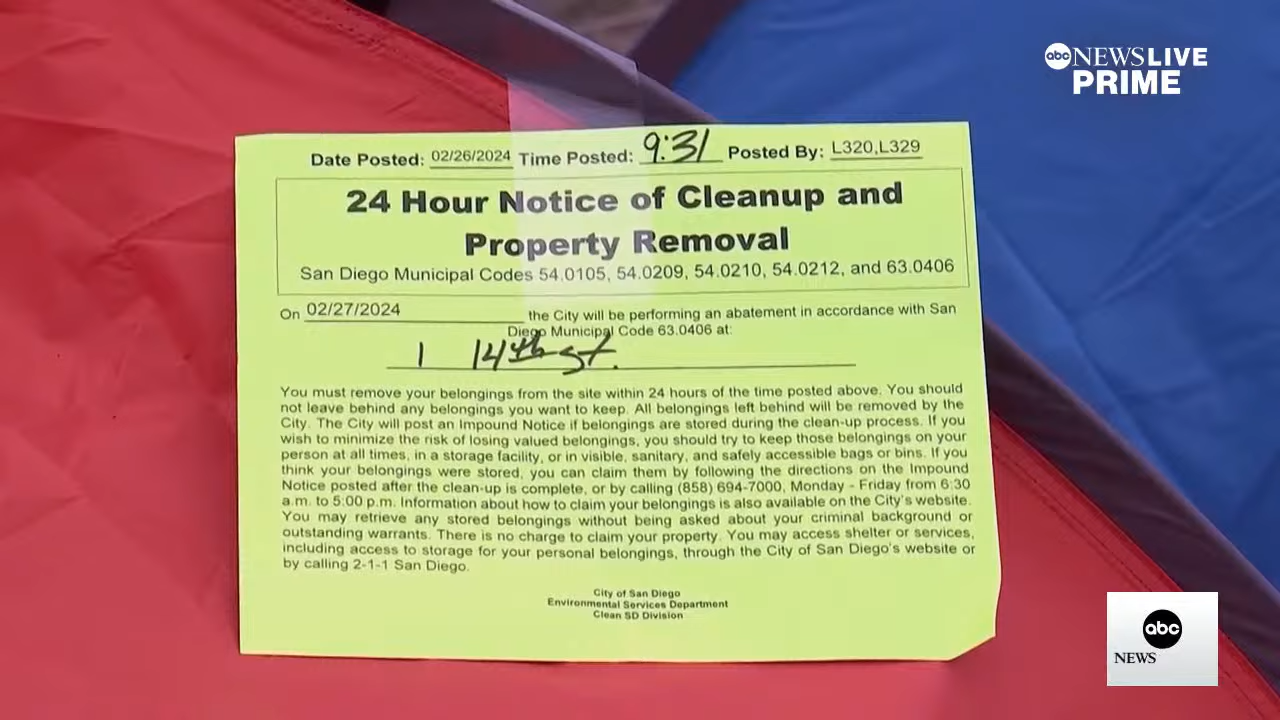 abc NEWS LIVE
PRIME
Date Posted: 02/26/2024 Time Posted: 9:31 Posted By: L320,L329
24 Hour Notice of Cleanup and
Property Removal
San Diego Municipal Codes 54.0105, 54.0209, 54.0210, 54.0212, and 63.0406
On 02/27/2024 the City will be performing an abatement in accordance with San
Diego Municipal Code 63.0406 at:
1 14th st.
You must remove your belongings from the site within 24 hours of the time posted above. You should
not leave behind any belongings you want to keep. All belongings left behind will be removed by the
City. The City will post an Impound Notice if belongings are stored during the clean-up process. If you
wish to minimize the risk of losing valued belongings, you should try to keep those belongings on your
person at all times, in a storage facility, or in visible, sanitary, and safely accessible bags or bins. If you
think your belongings were stored, you can claim them by following the directions on the Impound
Notice posted after the clean-up is complete, or by calling (858) 694-7000, Monday - Friday from 6:30
a.m. to 5:00 p.m. Information about how to claim your belongings is also available on the City's website.
You may retrieve any stored belongings without being asked about your criminal background or
outstanding warrants. There is no charge to claim your property. You may access shelter or services,
including access to storage for your personal belongings, through the City of San Diego's website or
by calling 2-1-1 San Diego.
City of San Diego
Environmental Services Department
Clean SD Division
abc
NEWS